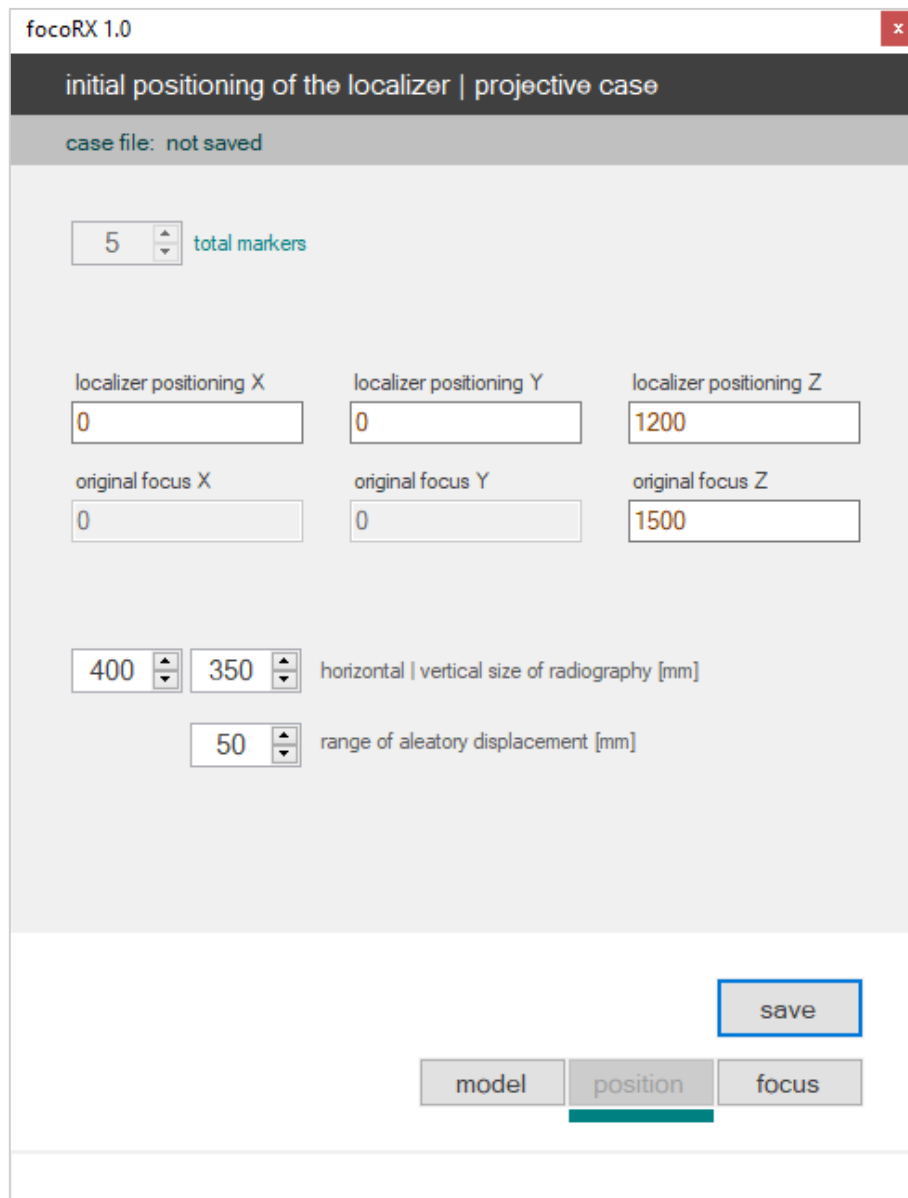 focoRX 1.0
x
initial positioning of the localizer | projective case
case file: not saved
5 total markers
localizer positioning X localizer positioning Y localizer positioning Z
0 0 1200
original focus X original focus Y original focus Z
0 0 1500
400 350 horizontal | vertical size of radiography [mm]
50 range of aleatory displacement [mm]
save
model position focus